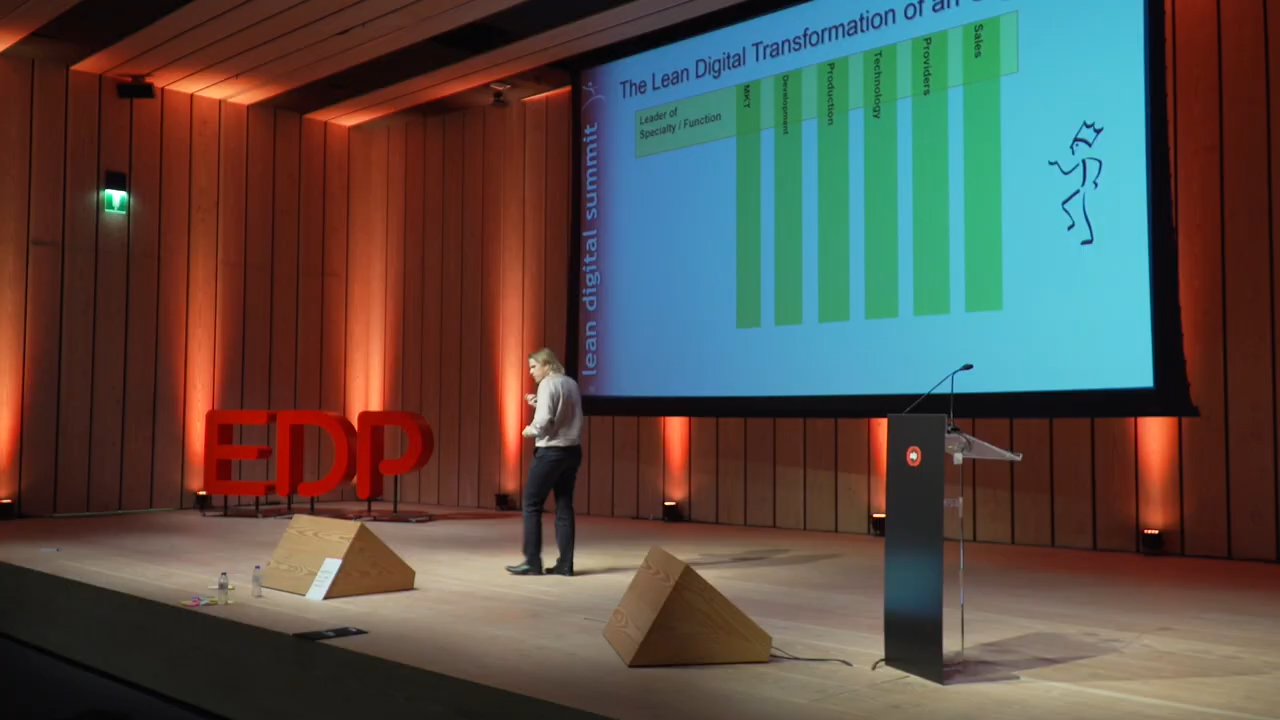 The Lean Digital Transformation of an
Leader of
Specialty / Function
MKT
Development
Production
Technology
Providers
Sales
lean digital summit
EDP